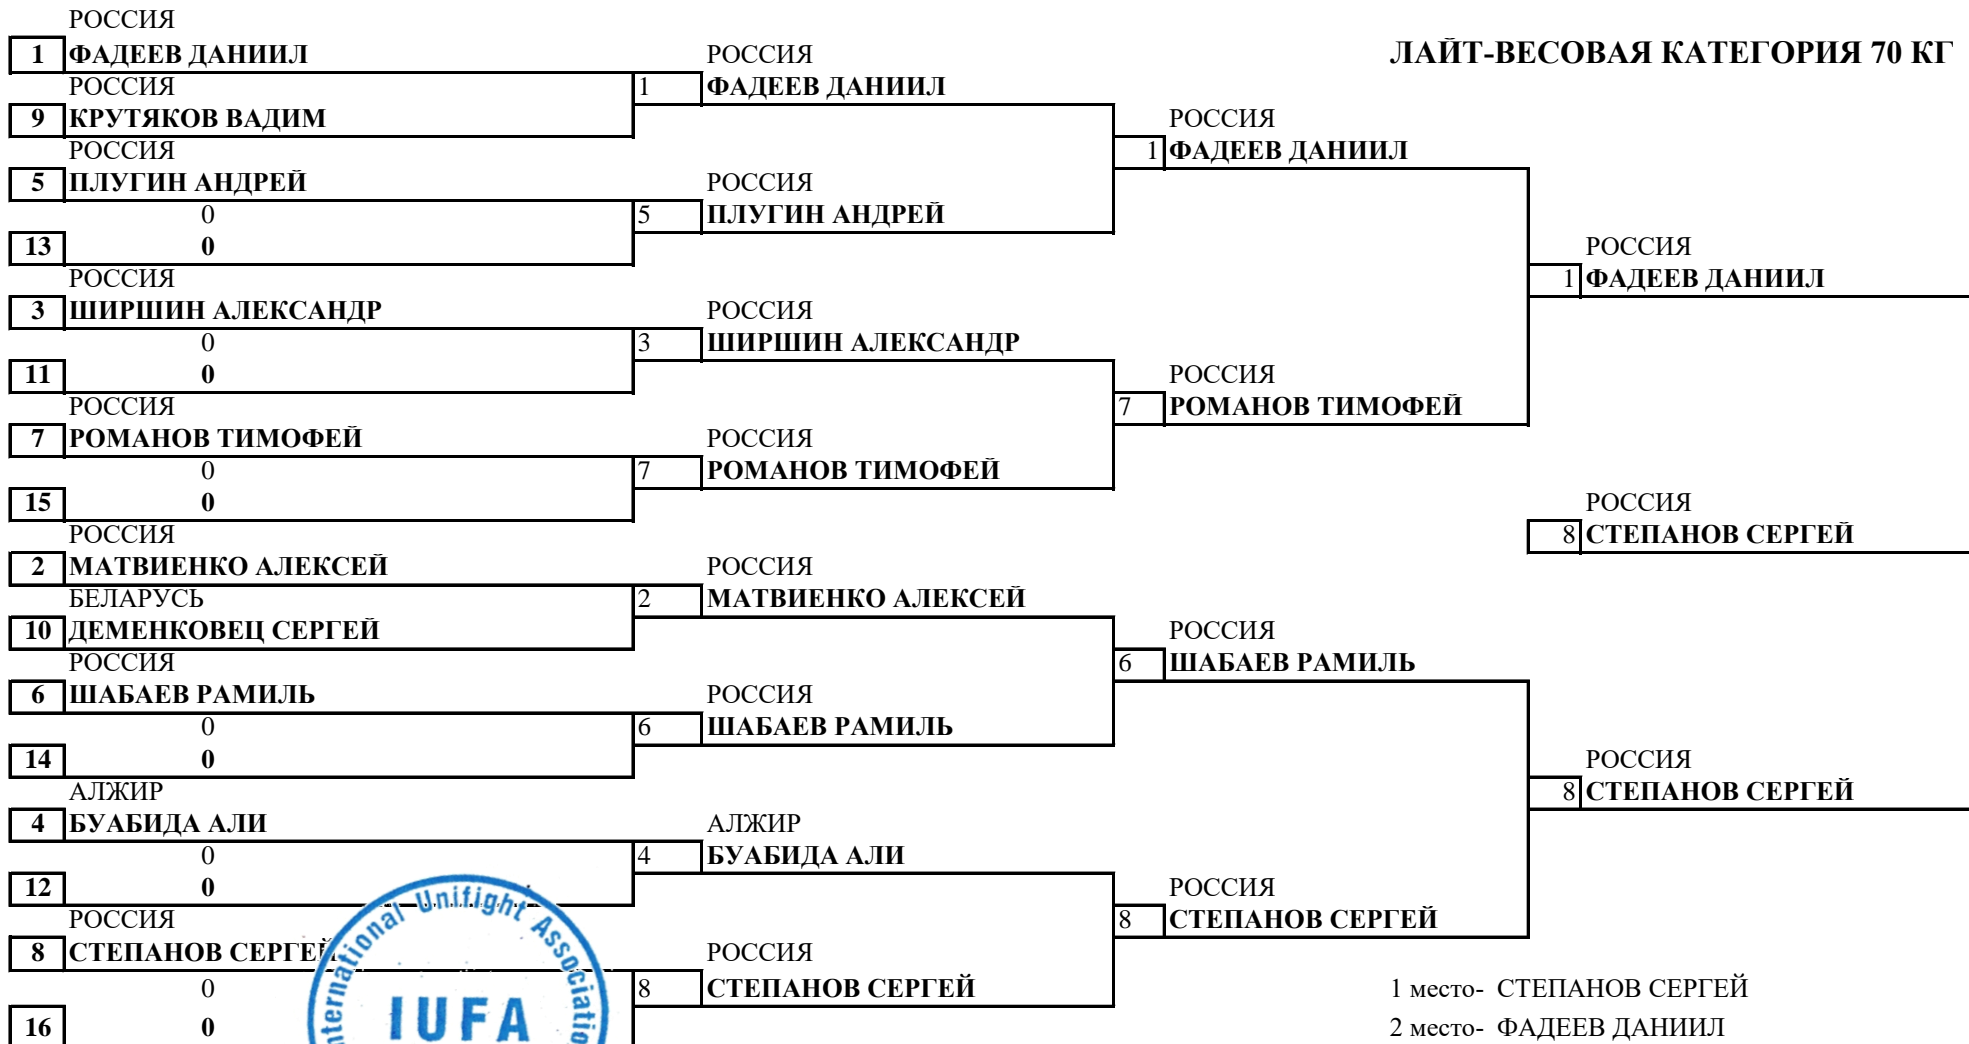 РОССИЯ
1 ФАДЕЕВ ДАНИИЛ
РОССИЯ
9 КРУТЯКОВ ВАДИМ
РОССИЯ
5 ПЛУГИН АНДРЕЙ
0
13 0
РОССИЯ
3 ШИРШИН АЛЕКСАНДР
0
11 0
РОССИЯ
7 РОМАНОВ ТИМОФЕЙ
0
15 0
РОССИЯ
2 МАТВИЕНКО АЛЕКСЕЙ
БЕЛАРУСЬ
10 ДЕМЕНКОВЕЦ СЕРГЕЙ
РОССИЯ
6 ШАБАЕВ РАМИЛЬ
0
14 0
АЛЖИР
4 БУАБИДА АЛИ
0
12 0
РОССИЯ
8 СТЕПАНОВ СЕРГЕЙ
0
16 0
РОССИЯ
1 ФАДЕЕВ ДАНИИЛ
РОССИЯ
5 ПЛУГИН АНДРЕЙ
РОССИЯ
3 ШИРШИН АЛЕКСАНДР
РОССИЯ
7 РОМАНОВ ТИМОФЕЙ
РОССИЯ
2 МАТВИЕНКО АЛЕКСЕЙ
РОССИЯ
6 ШАБАЕВ РАМИЛЬ
АЛЖИР
4 БУАБИДА АЛИ
РОССИЯ
8 СТЕПАНОВ СЕРГЕЙ
РОССИЯ
1 ФАДЕЕВ ДАНИИЛ
РОССИЯ
7 РОМАНОВ ТИМОФЕЙ
РОССИЯ
6 ШАБАЕВ РАМИЛЬ
РОССИЯ
8 СТЕПАНОВ СЕРГЕЙ
ЛАЙТ-ВЕСОВАЯ КАТЕГОРИЯ 70 КГ
РОССИЯ
1 ФАДЕЕВ ДАНИИЛ
РОССИЯ
8 СТЕПАНОВ СЕРГЕЙ
РОССИЯ
8 СТЕПАНОВ СЕРГЕЙ
1 место- СТЕПАНОВ СЕРГЕЙ
2 место- ФАДЕЕВ ДАНИИЛ
nternational Unifight Associatio
IUFA